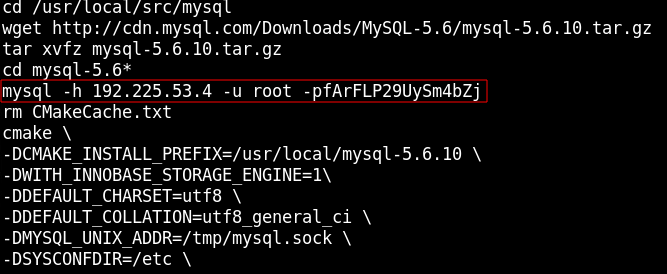 cd /usr/local/src/mysql
wget http://cdn.mysql.com/Downloads/MySQL-5.6/mysql-5.6.10.tar.gz
tar xvfz mysql-5.6.10.tar.gz
cd mysql-5.6*
mysql -h 192.225.53.4 -u root -pfArFLP29UySm4bZj
rm CMakeCache.txt
cmake \
-DCMAKE_INSTALL_PREFIX=/usr/local/mysql-5.6.10 \
-DWITH_INNOBASE_STORAGE_ENGINE=1\
-DDEFAULT_CHARSET=utf8 \
-DDEFAULT_COLLATION=utf8_general_ci \
-DMYSQL_UNIX_ADDR=/tmp/mysql.sock \
-DSYSCONFDIR=/etc \